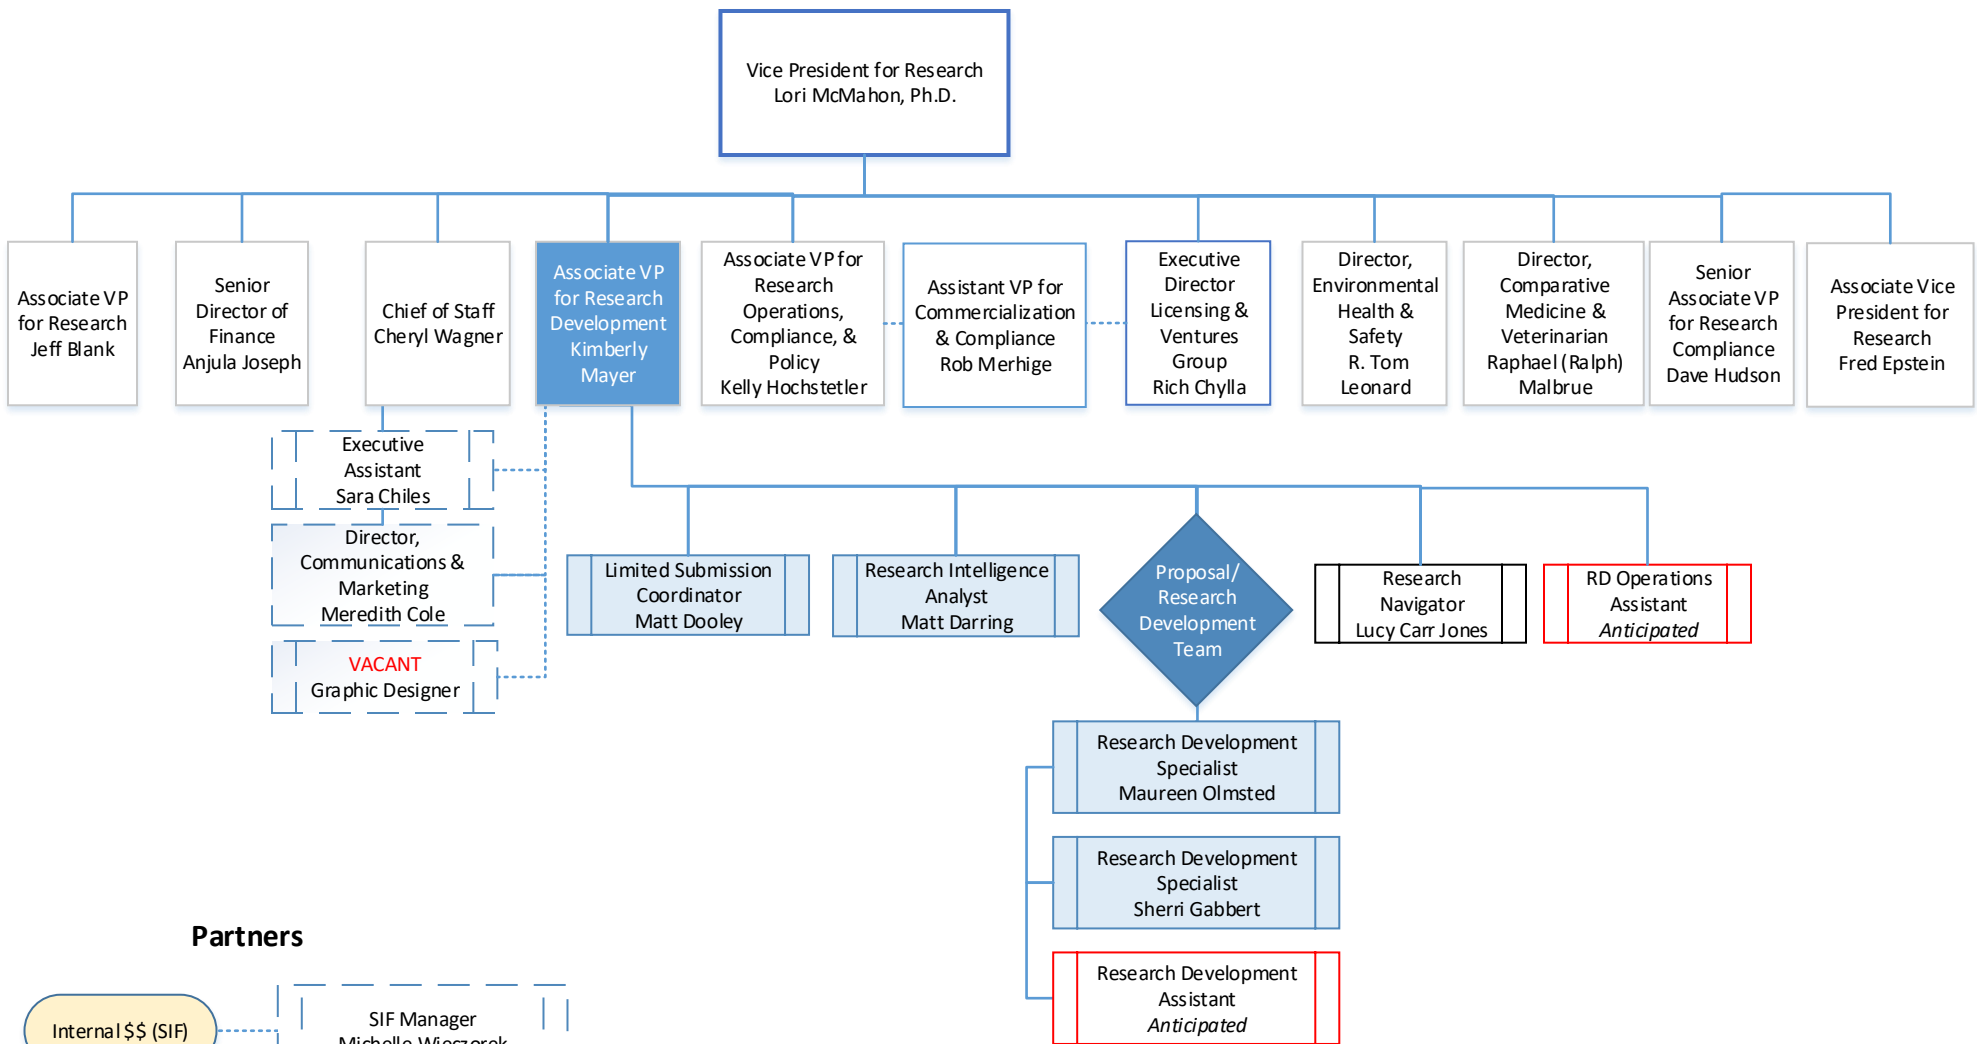 Vice President for Research
Lori McMahon, Ph.D.
Associate VP
for Research
Jeff Blank
Senior
Director of
Finance
Anjula Joseph
Chief of Staff
Cheryl Wagner
Associate VP
for Research
Development
Kimberly
Mayer
Associate VP for
Research
Operations,
Compliance, &
Policy
Kelly Hochstetler
Assistant VP for
Commercialization
& Compliance
Rob Merhige
Executive
Director
Licensing &
Ventures
Group
Rich Chylla
Director,
Environmental
Health &
Safety
R. Tom
Leonard
Director,
Comparative
Medicine &
Veterinarian
Raphael (Ralph)
Malbrue
Senior
Associate VP
for Research
Compliance
Dave Hudson
Associate Vice
President for
Research
Fred Epstein
Executive
Assistant
Sara Chiles
Director,
Communications &
Marketing
Meredith Cole
VACANT
Graphic Designer
Limited Submission
Coordinator
Matt Dooley
Research Intelligence
Analyst
Matt Darring
Proposal/
Research
Development
Team
Research
Navigator
Lucy Carr Jones
RD Operations
Assistant
Anticipated
Research Development
Specialist
Maureen Olmsted
Research Development
Specialist
Sherri Gabbert
Research Development
Assistant
Anticipated
Partners
Internal $$ (SIF)
SIF Manager
Michelle Wieczorek